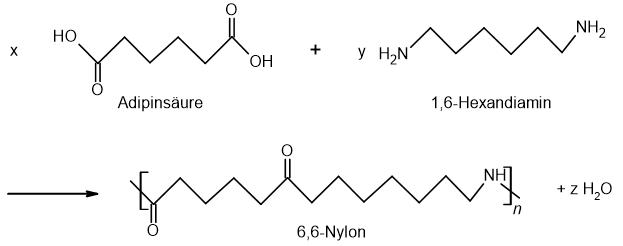 x HO O O OH + y H₂N NH₂
Adipinsäure 1,6-Hexandiamin
[ O O NH ]n + z H₂O
6,6-Nylon